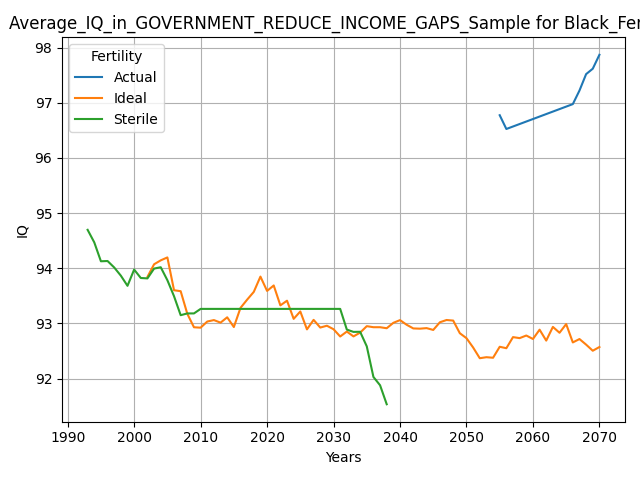 Average_IQ_in_GOVERNMENT_REDUCE_INCOME_GAPS_Sample for Black_Fer
Fertility
Actual
Ideal
Sterile
98
97
96
95
94
93
92
IQ
1990 2000 2010 2020 2030 2040 2050 2060 2070
Years